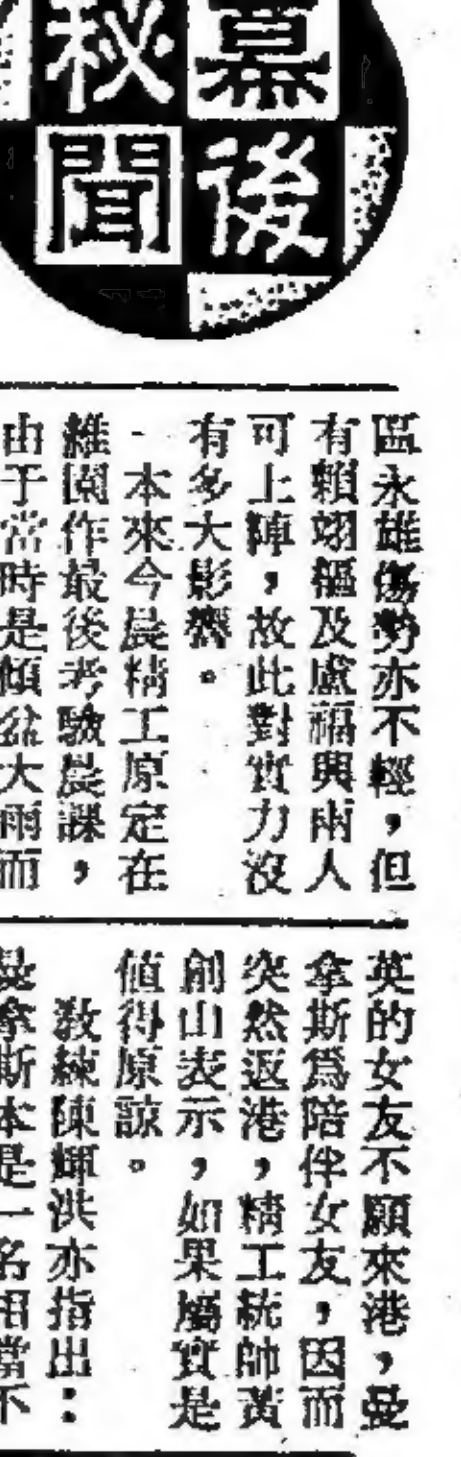 幕後
秘聞
區永雄傷勢亦不輕，但
有賴翊樞及盧福興兩人
可上陣，故此對實力沒
有多大影響。
本來今晨精工原定在
維園作最後考驗晨課，
由于當時是傾盆大雨而
英的女友不願來港，曼
拿斯爲陪伴女友，因而
突然返港，精工統帥黃
創山表示，如果屬實是
值得原諒。
教練陳輝洪亦指出：
曼拿斯本是一名相當不